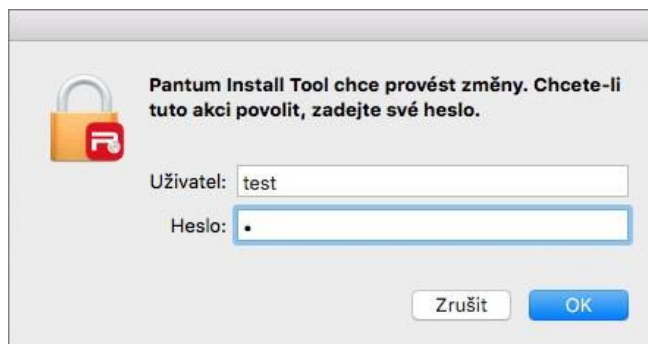 Pantum Install Tool chce provést změny. Chcete-li
tuto akci povolit, zadejte své heslo.
Uživatel: test
Heslo: •
Zrušit OK